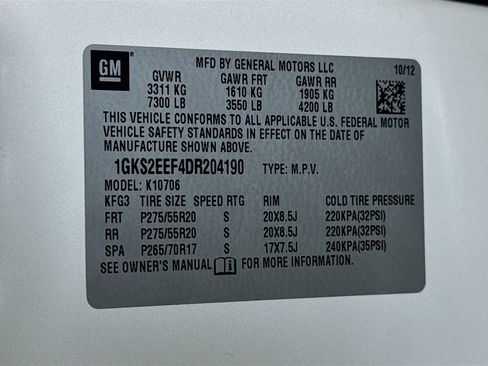 GM
MFD BY GENERAL MOTORS LLC 10/12
GVWR GAWR FRT GAWR RR
3311 KG 1610 KG 1905 KG
7300 LB 3550 LB 4200 LB
THIS VEHICLE CONFORMS TO ALL APPLICABLE U.S. FEDERAL MOTOR
VEHICLE SAFETY STANDARDS IN EFFECT ON THE DATE OF
MANUFACTURE SHOWN ABOVE.
1GKS2EEF4DR204190 TYPE: M.P.V.
MODEL: K10706
KFG3 TIRE SIZE SPEED RTG RIM COLD TIRE PRESSURE
FRT P275/55R20 S 20X8.5J 220KPA(32PSI)
RR P275/55R20 S 20X8.5J 220KPA(32PSI)
SPA P265/70R17 S 17X7.5J 240KPA(35PSI)
SEE OWNER'S MANUAL FOR MORE INFORMATION.